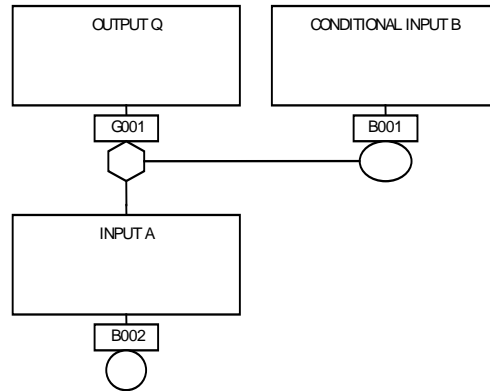 OUTPUT Q
CONDITIONAL INPUT B
G001
B001
INPUT A
B002